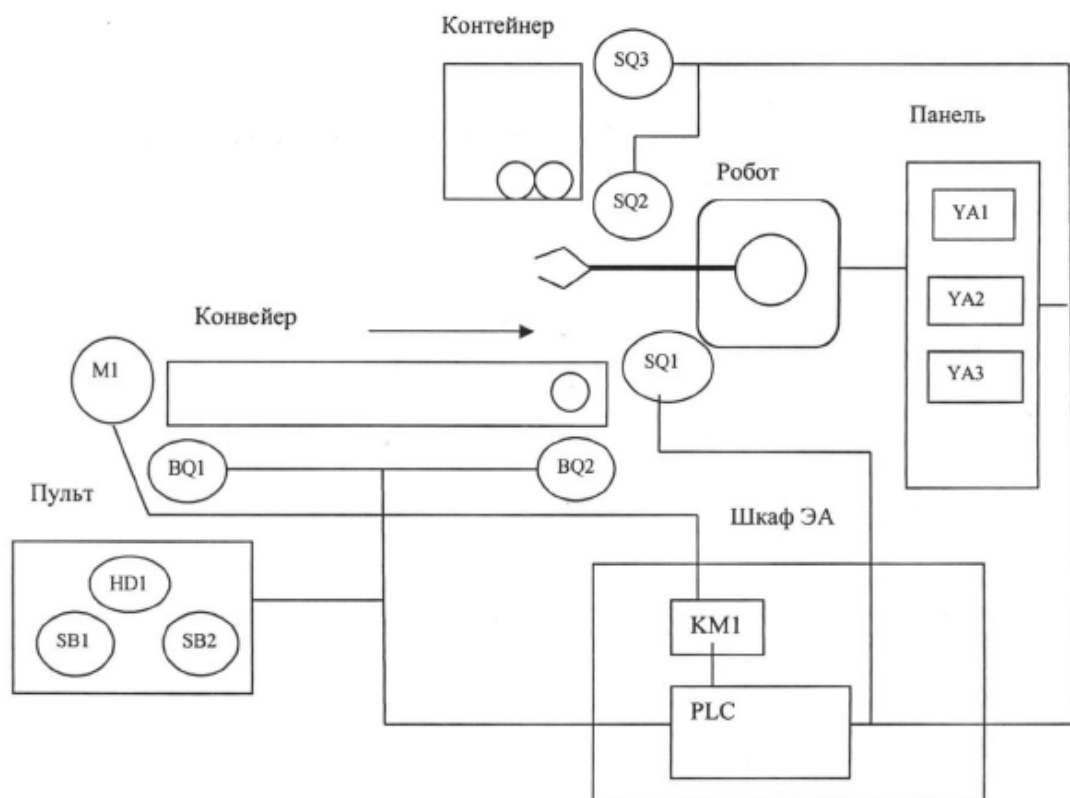 Контейнер
SQ3
Панель
Робот
SQ2
YA1
YA2
Конвейер
M1
SQ1
YA3
BQ1
BQ2
Пульт
Шкаф ЭА
HD1
KM1
SB1
SB2
PLC